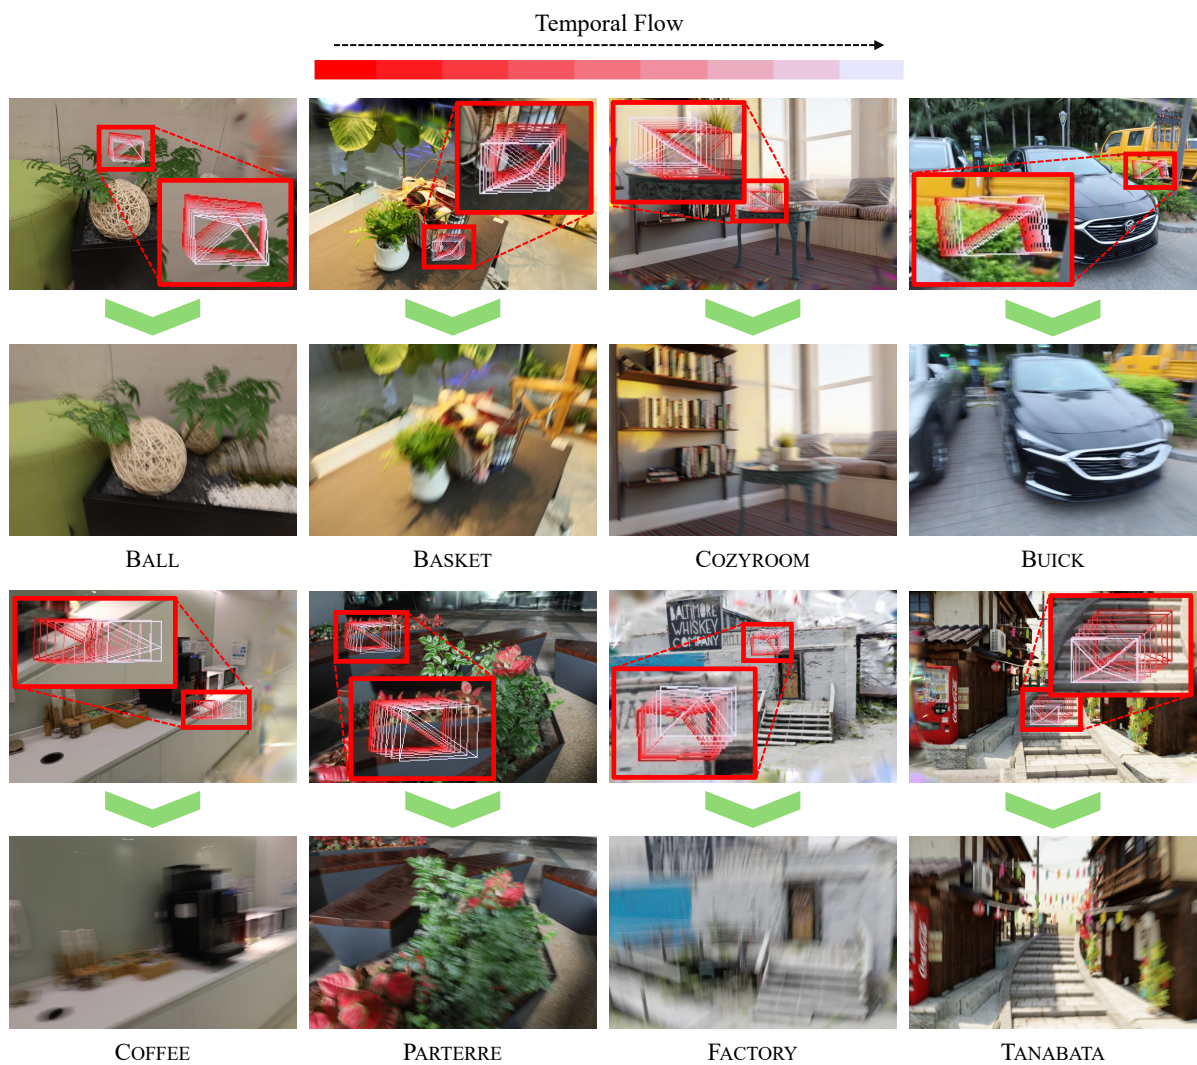 Temporal Flow
BALL
BASKET
COZYROOM
BUICK
BALTIMORE
WHISKEY
COMPANY
COFFEE
PARTERRE
FACTORY
TANABATA